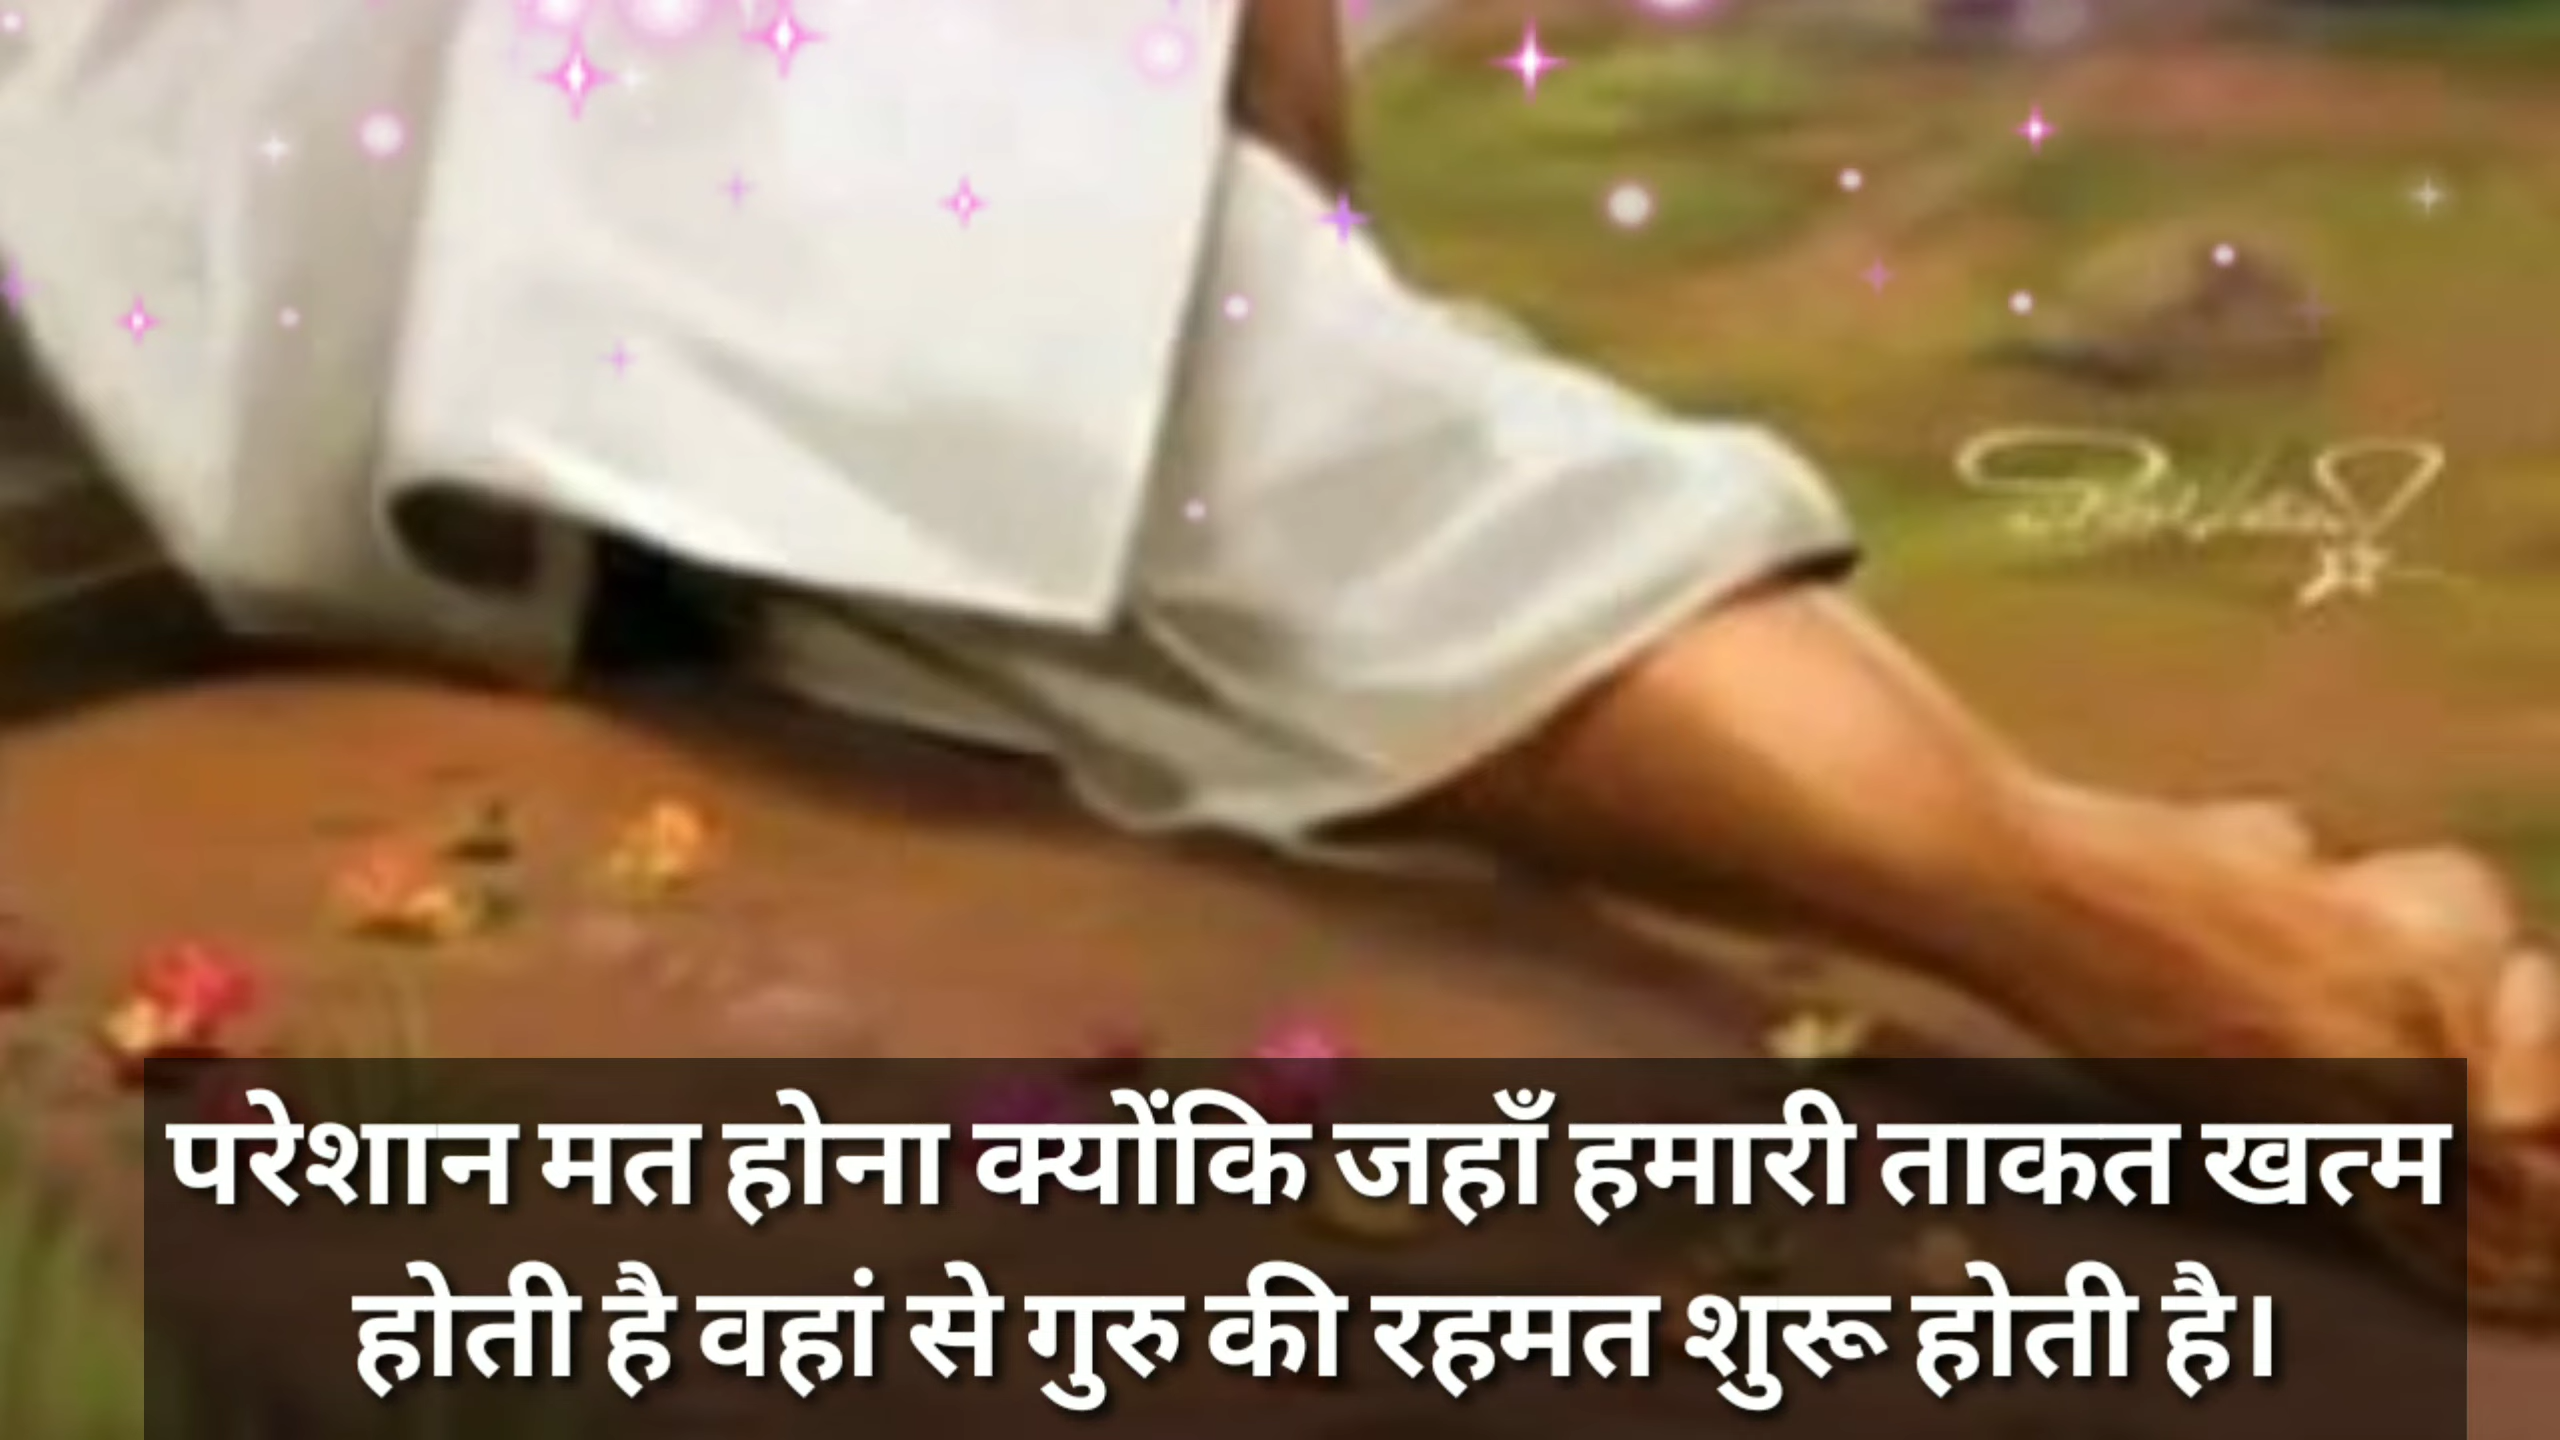 परेशान मत होना क्योंकि जहाँ हमारी ताकत खत्म
होती है वहां से गुरु की रहमत शुरू होती है।